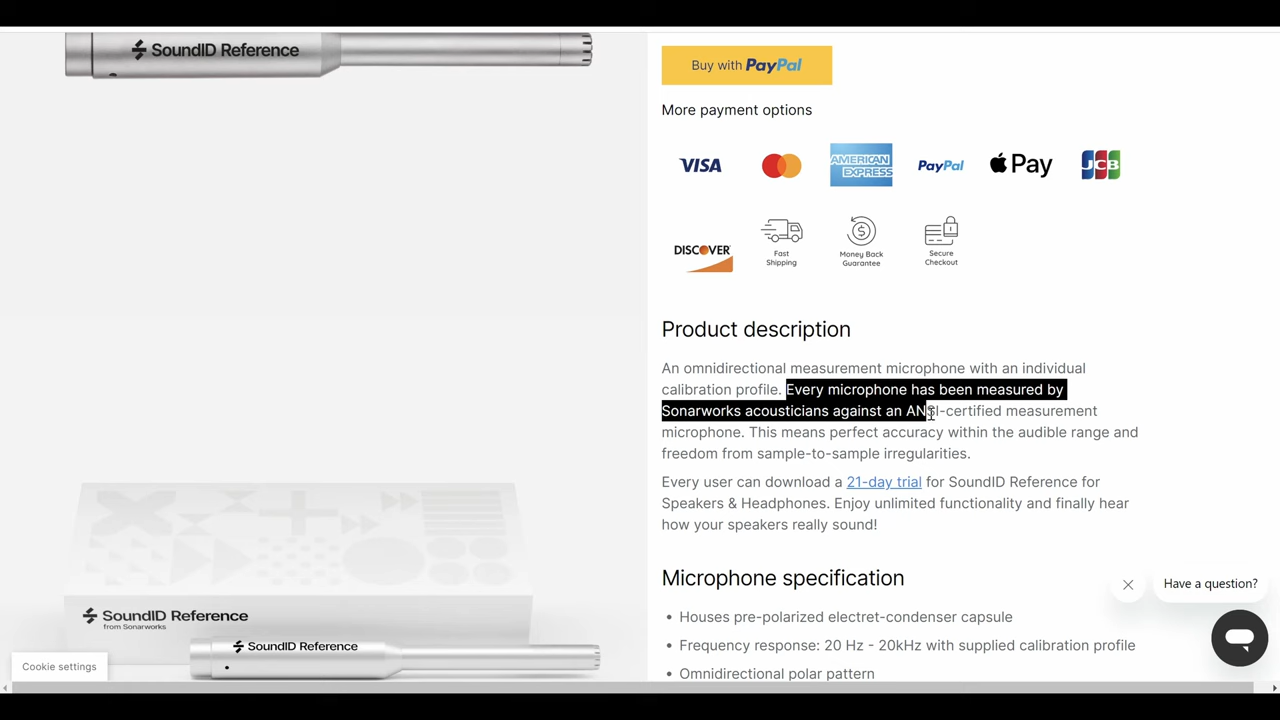 SoundID Reference
Buy with PayPal
More payment options
VISA
AMERICAN
EXPRESS
PayPal
Pay
JCB
DISCOVER
Fast
Shipping
Money Back
Guarantee
Secure
Checkout
Product description
An omnidirectional measurement microphone with an individual
calibration profile. Every microphone has been measured by
Sonarworks acousticians against an ANSI-certified measurement
microphone. This means perfect accuracy within the audible range and
freedom from sample-to-sample irregularities.
Every user can download a 21-day trial for SoundID Reference for
Speakers & Headphones. Enjoy unlimited functionality and finally hear
how your speakers really sound!
Microphone specification
• Houses pre-polarized electret-condenser capsule
• Frequency response: 20 Hz - 20kHz with supplied calibration profile
• Omnidirectional polar pattern
SoundID Reference
from Sonarworks
SoundID Reference
Cookie settings
Have a question?